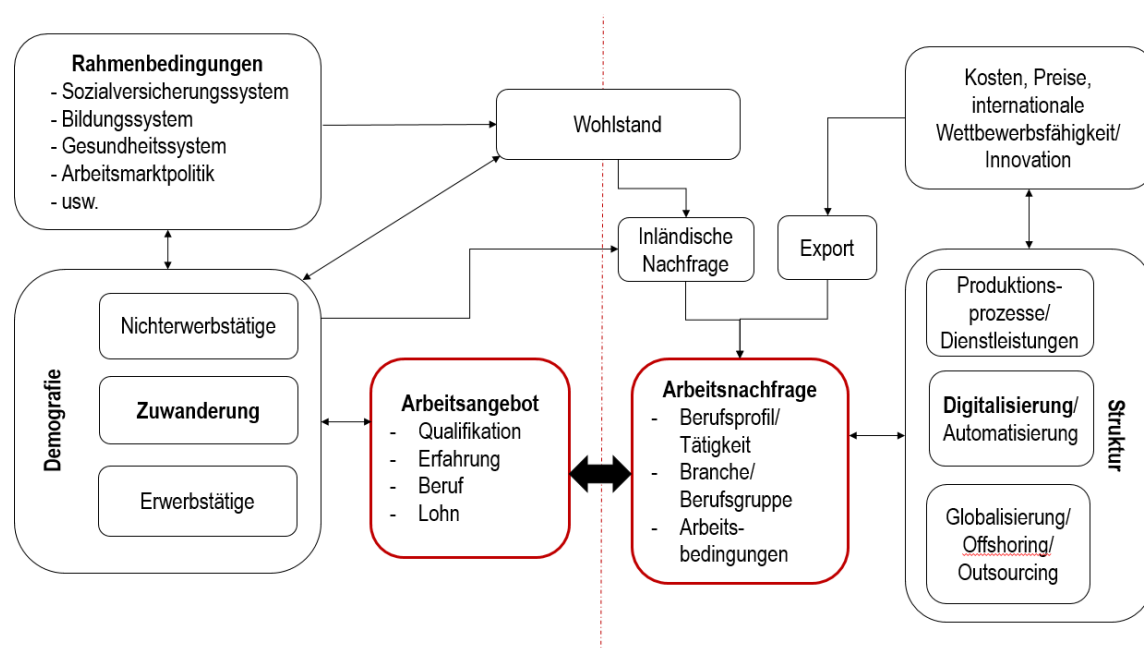 Rahmenbedingungen
- Sozialversicherungssystem
- Bildungssystem
- Gesundheitssystem
- Arbeitsmarktpolitik
- usw.
Wohlstand
Kosten, Preise,
internationale
Wettbewerbsfähigkeit/
Innovation
Inländische
Nachfrage
Export
Demografie
Nichterwerbstätige
Zuwanderung
Erwerbstätige
Arbeitsangebot
- Qualifikation
- Erfahrung
- Beruf
- Lohn
Arbeitsnachfrage
- Berufsprofil/
Tätigkeit
- Branche/
Berufsgruppe
- Arbeits-
bedingungen
Produktions-
prozesse/
Dienstleistungen
Digitalisierung/
Automatisierung
Globalisierung/
Offshoring/
Outsourcing
Struktur